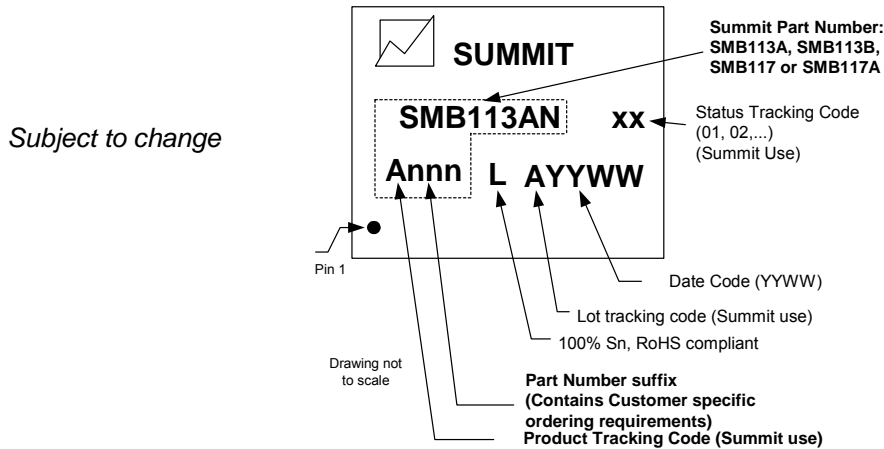 Summit Part Number:
SMB113A, SMB113B,
SMB117 or SMB117A
SUMMIT
SMB113AN xx
Status Tracking Code
(01, 02,...)
(Summit Use)
Subject to change
Annn L AYYWW
Pin 1
Date Code (YYWW)
Lot tracking code (Summit use)
100% Sn, RoHS compliant
Drawing not
to scale
Part Number suffix
(Contains Customer specific
ordering requirements)
Product Tracking Code (Summit use)